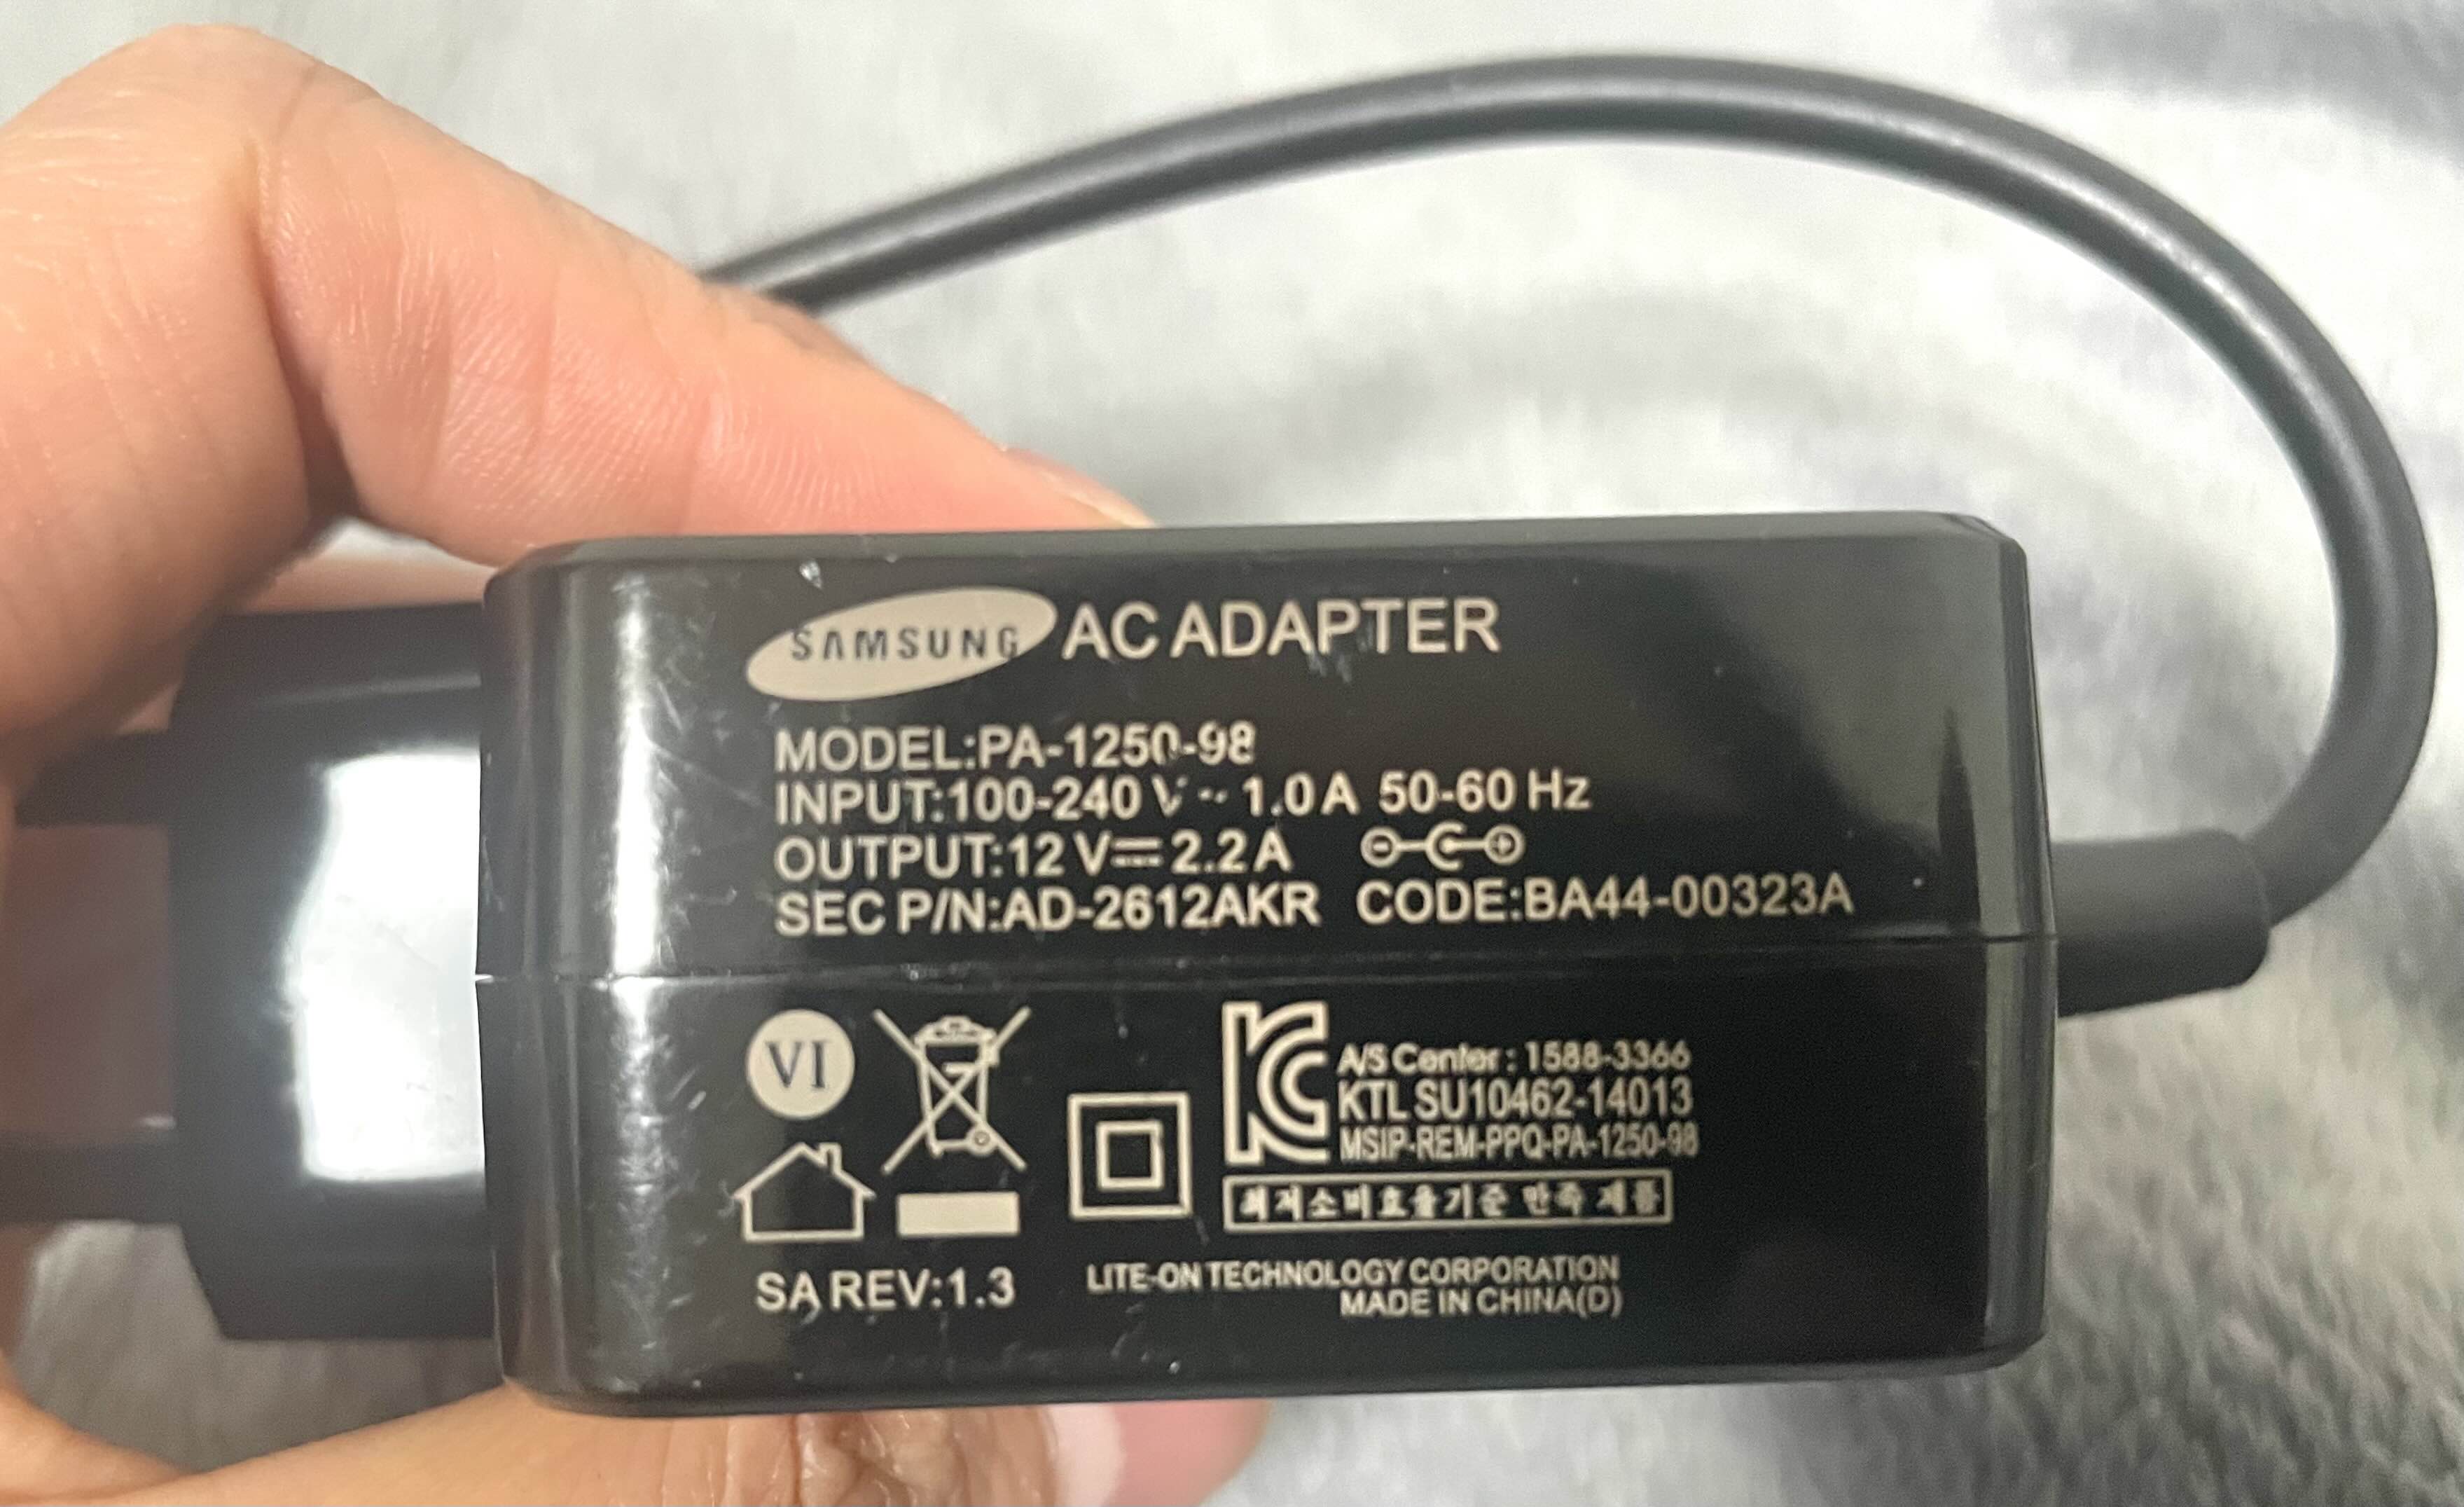 SAMSUNG AC ADAPTER
MODEL:PA-1250-98
INPUT:100-240 V ~ 1.0 A 50-60 Hz
OUTPUT:12 V⎓2.2 A
SEC P/N:AD-2612AKR CODE:BA44-00323A
VI
A/S Center : 1588-3366
KTL SU10462-14013
MSIP-REM-PPQ-PA-1250-98
최저소비효율기준 만족 제품
SA REV:1.3
LITE-ON TECHNOLOGY CORPORATION
MADE IN CHINA(D)